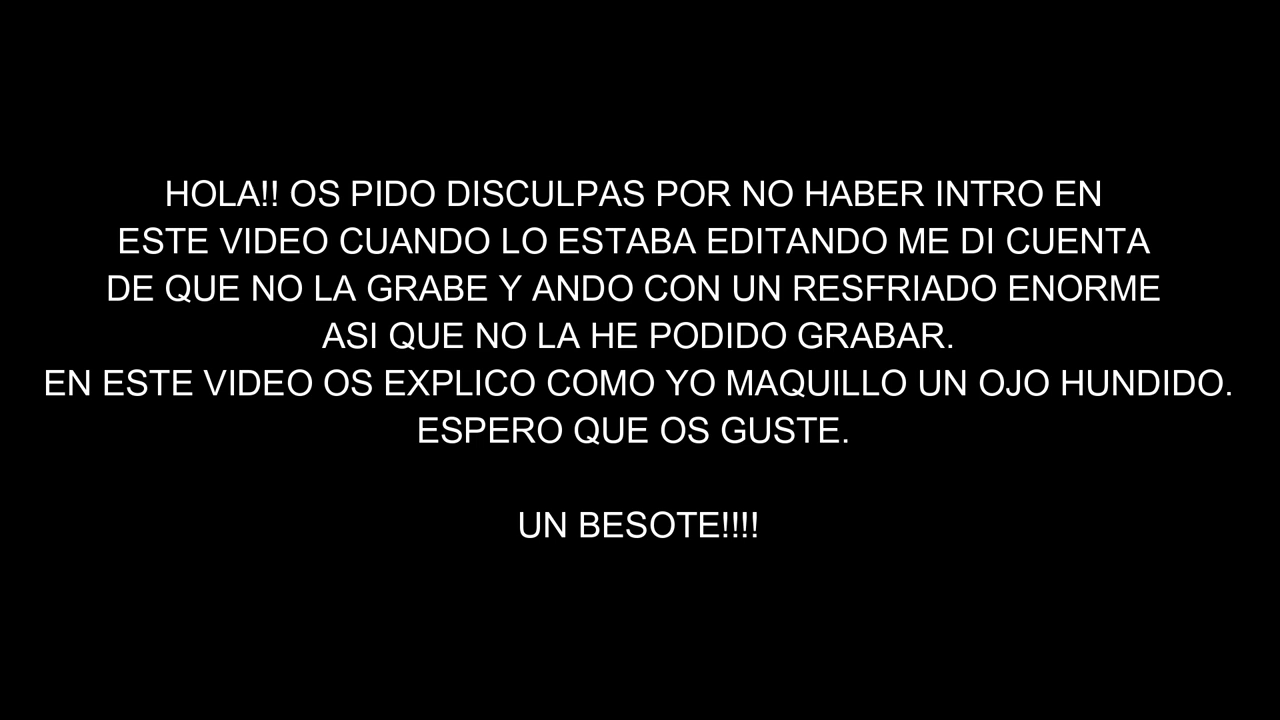 HOLA!! OS PIDO DISCULPAS POR NO HABER INTRO EN
ESTE VIDEO CUANDO LO ESTABA EDITANDO ME DI CUENTA
DE QUE NO LA GRABE Y ANDO CON UN RESFRIADO ENORME
ASI QUE NO LA HE PODIDO GRABAR.
EN ESTE VIDEO OS EXPLICO COMO YO MAQUILLO UN OJO HUNDIDO.
ESPERO QUE OS GUSTE.
UN BESOTE!!!!